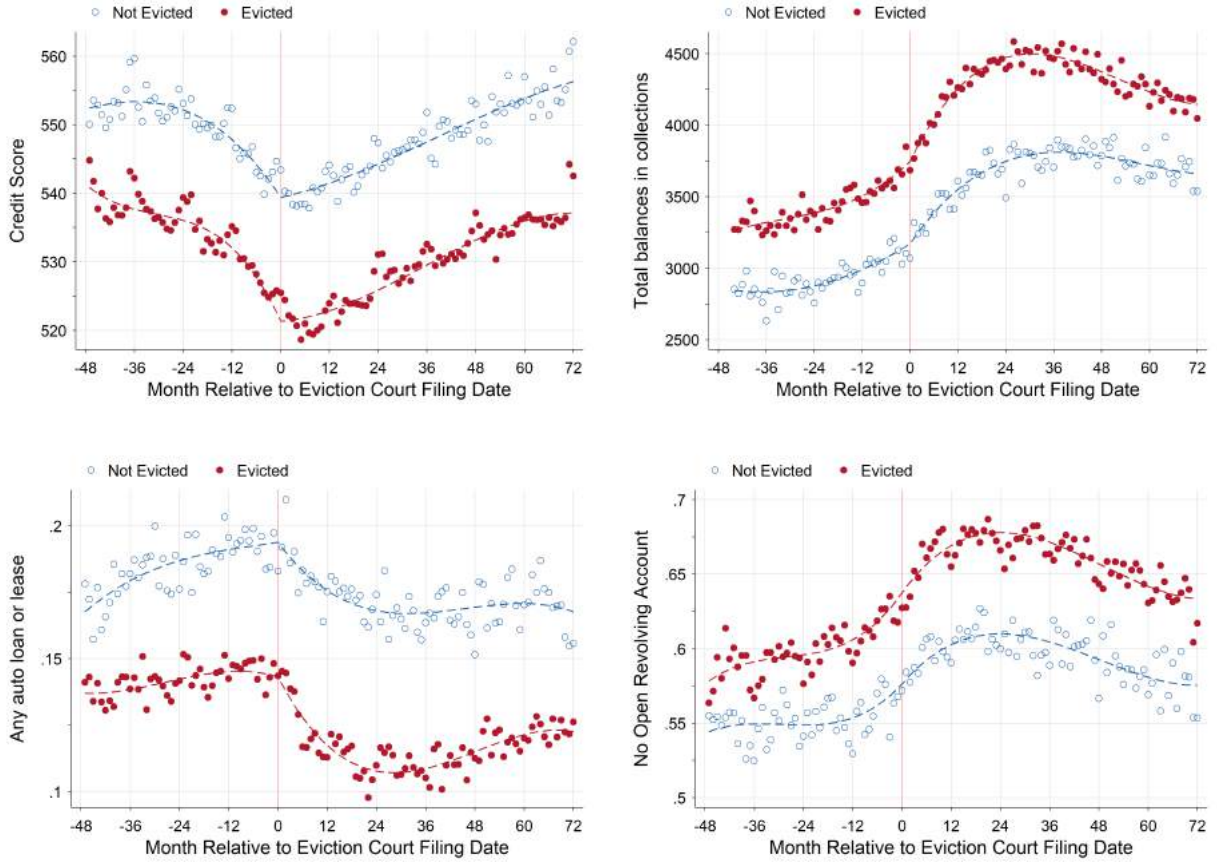 Not Evicted Evicted
Credit Score
560
550
540
530
520
-48 -36 -24 -12 0 12 24 36 48 60 72
Month Relative to Eviction Court Filing Date
Not Evicted Evicted
Total balances in collections
4500
4000
3500
3000
2500
-48 -36 -24 -12 0 12 24 36 48 60 72
Month Relative to Eviction Court Filing Date
Not Evicted Evicted
Any auto loan or lease
.2
.15
.1
-48 -36 -24 -12 0 12 24 36 48 60 72
Month Relative to Eviction Court Filing Date
Not Evicted Evicted
No Open Revolving Account
.7
.65
.6
.55
.5
-48 -36 -24 -12 0 12 24 36 48 60 72
Month Relative to Eviction Court Filing Date